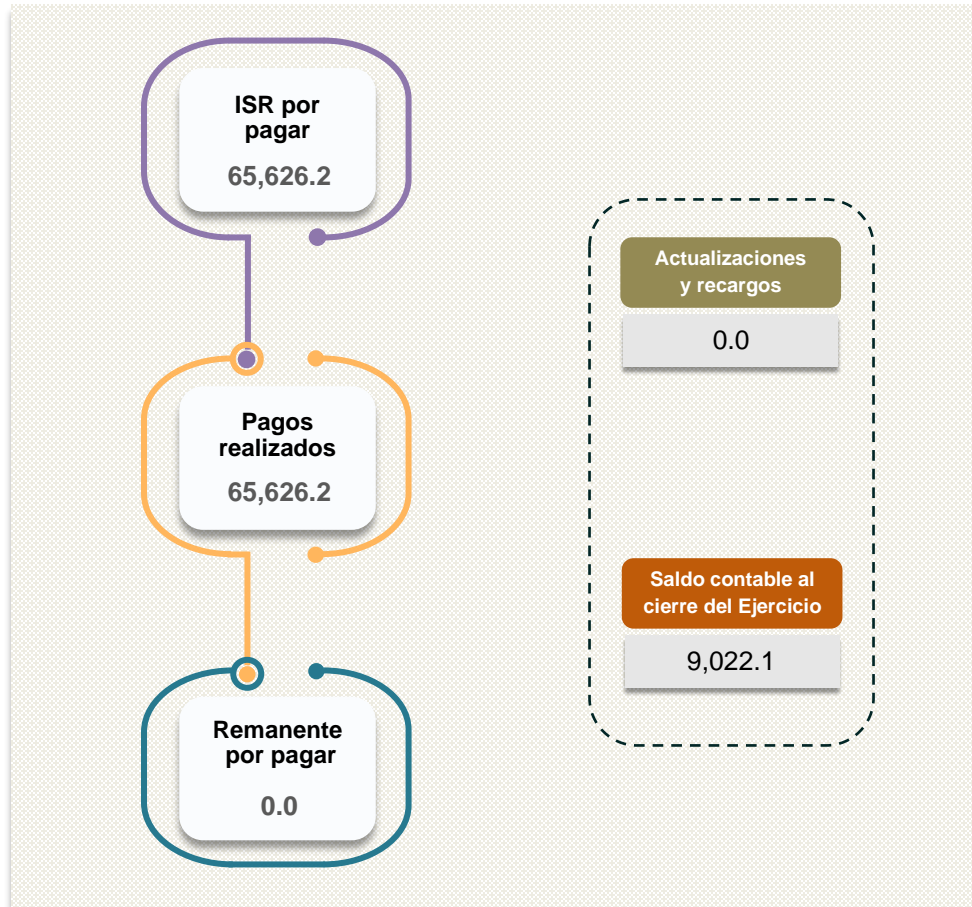 ISR por
pagar
65,626.2
Pagos
realizados
65,626.2
Remanente
por pagar
0.0
Actualizaciones
y recargos
0.0
Saldo contable al
cierre del Ejercicio
9,022.1